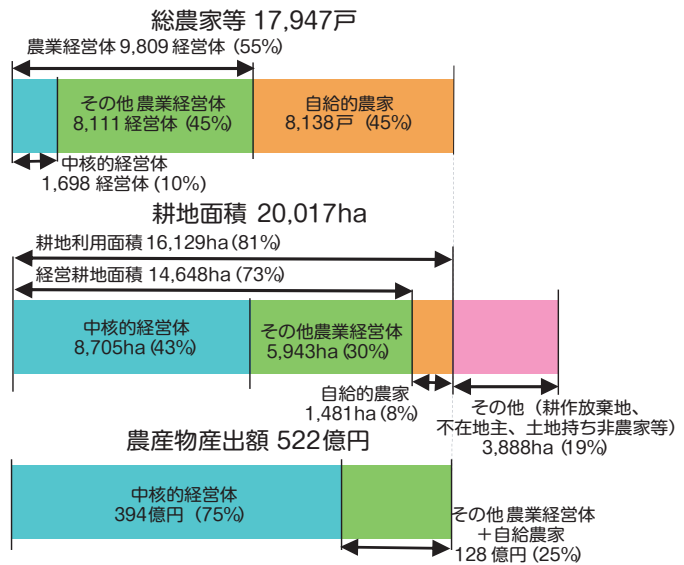 総農家等 17,947戸
農業経営体 9,809 経営体 (55%)
その他 農業経営体
8,111 経営体 (45%)
自給的農家
8,138戸 (45%)
中核的経営体
1,698 経営体 (10%)
耕地面積 20,017ha
耕地利用面積 16,129ha (81%)
経営耕地面積 14,648ha (73%)
中核的経営体
8,705ha (43%)
その他農業経営体
5,943ha (30%)
自給的農家
1,481ha (8%)
その他（耕作放棄地、
不在地主、土地持ち非農家等）
3,888ha (19%)
農産物産出額 522億円
中核的経営体
394億円 (75%)
その他 農業経営体
＋自給農家
128 億円 (25%)